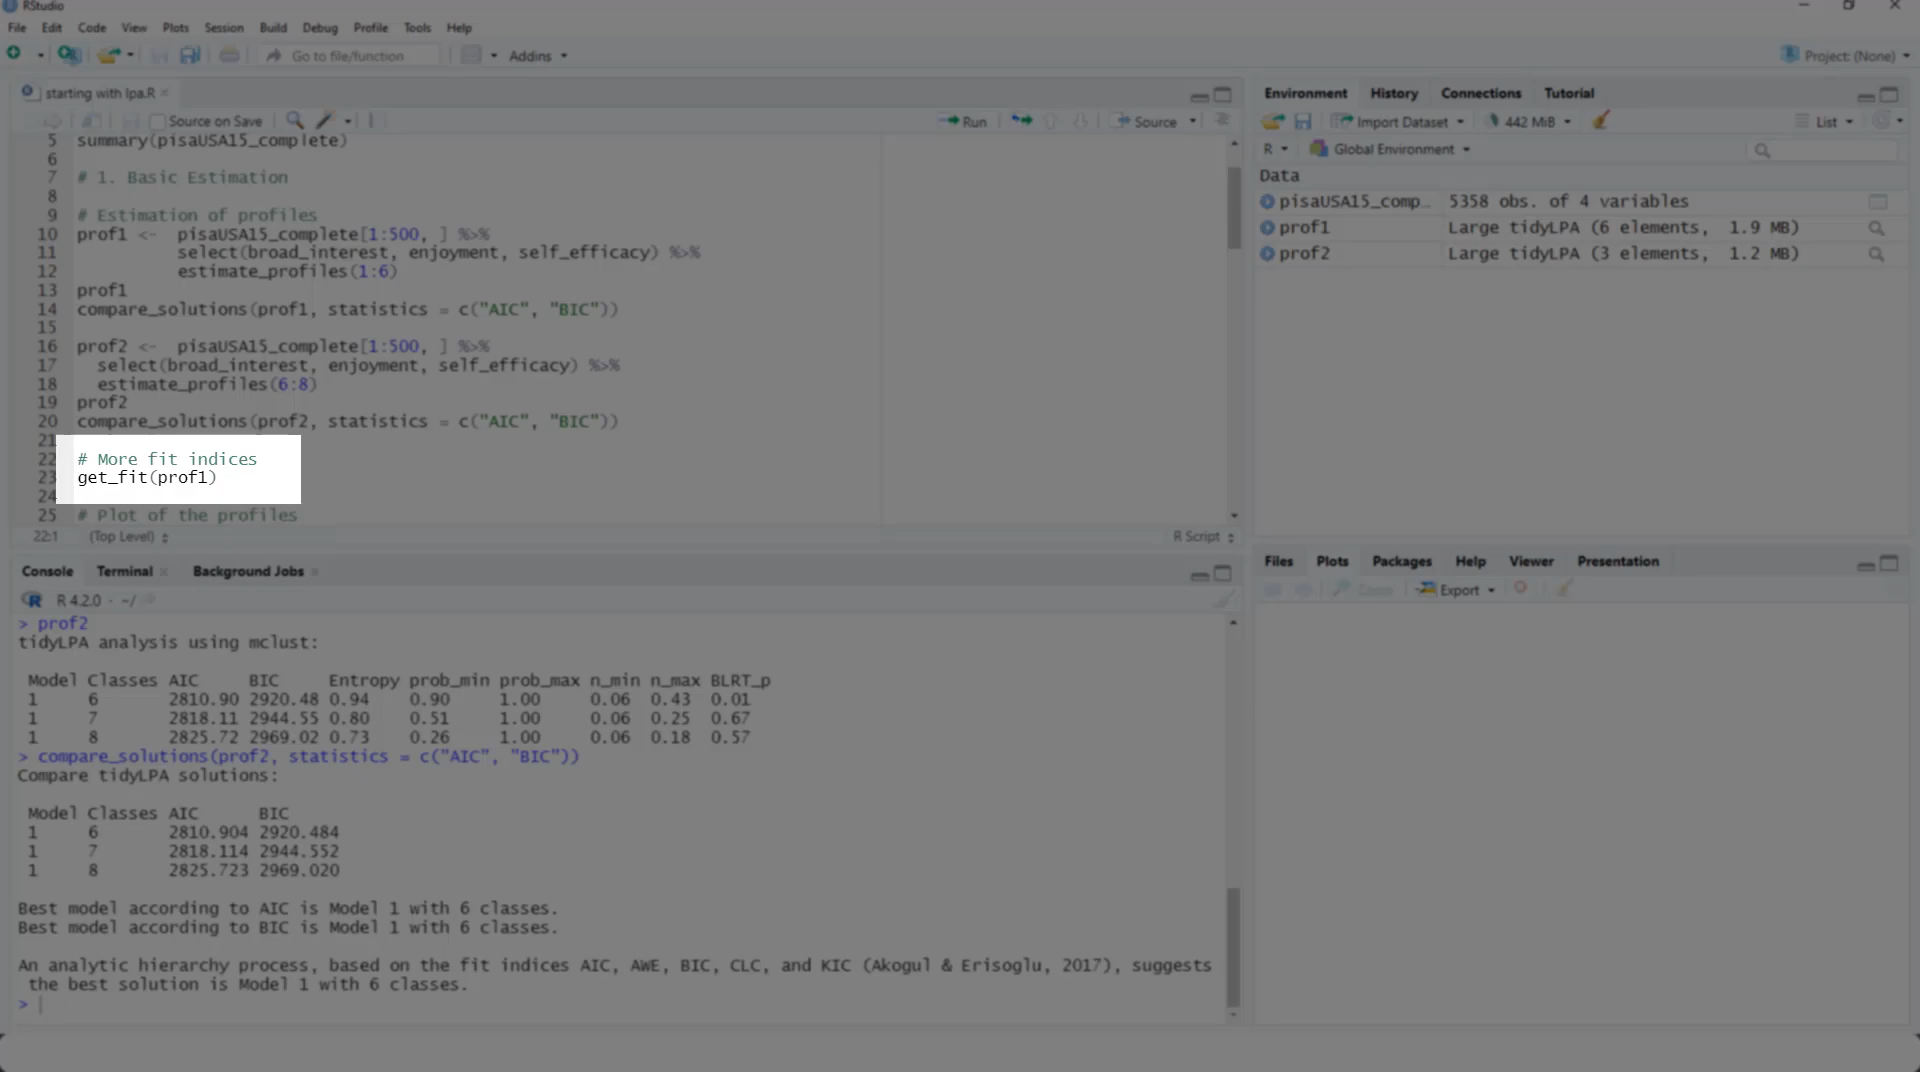 RStudio
File Edit Code View Plots Session Build Debug Profile Tools Help
Go to file/function Addins Project: (None)
starting with lpa.R
Source on Save Run Source
5 summary(pisaUSA15_complete)
6
7 # 1. Basic Estimation
8
9 # Estimation of profiles
10 prof1 <- pisaUSA15_complete[1:500, ] %>%
11 select(broad_interest, enjoyment, self_efficacy) %>%
12 estimate_profiles(1:6)
13 prof1
14 compare_solutions(prof1, statistics = c("AIC", "BIC"))
15
16 prof2 <- pisaUSA15_complete[1:500, ] %>%
17 select(broad_interest, enjoyment, self_efficacy) %>%
18 estimate_profiles(6:8)
19 prof2
20 compare_solutions(prof2, statistics = c("AIC", "BIC"))
21
22 # More fit indices
23 get_fit(prof1)
24
25 # Plot of the profiles
22:1 (Top Level) R Script
Console Terminal Background Jobs
R 4.2.0 · ~/
> prof2
tidyLPA analysis using mclust:
Model Classes AIC BIC Entropy prob_min prob_max n_min n_max BLRT_p
1 6 2810.90 2920.48 0.94 0.90 1.00 0.06 0.43 0.01
1 7 2818.11 2944.55 0.80 0.51 1.00 0.06 0.25 0.67
1 8 2825.72 2969.02 0.73 0.26 1.00 0.06 0.18 0.57
> compare_solutions(prof2, statistics = c("AIC", "BIC"))
Compare tidyLPA solutions:
Model Classes AIC BIC
1 6 2810.904 2920.484
1 7 2818.114 2944.552
1 8 2825.723 2969.020
Best model according to AIC is Model 1 with 6 classes.
Best model according to BIC is Model 1 with 6 classes.
An analytic hierarchy process, based on the fit indices AIC, AWE, BIC, CLC, and KIC (Akogul & Erisoglu, 2017), suggests
the best solution is Model 1 with 6 classes.
>
Environment History Connections Tutorial
Import Dataset 442 MiB List
R Global Environment
Data
pisaUSA15_comp… 5358 obs. of 4 variables
prof1 Large tidyLPA (6 elements, 1.9 MB)
prof2 Large tidyLPA (3 elements, 1.2 MB)
Files Plots Packages Help Viewer Presentation
Zoom Export